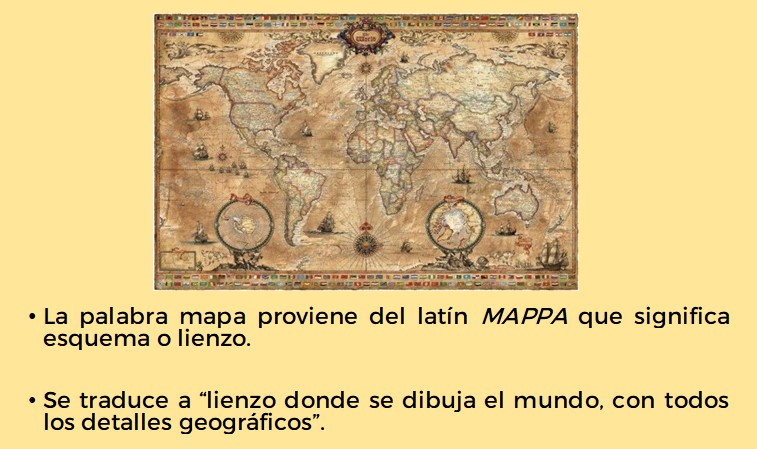 • La palabra mapa proviene del latín MAPPA que significa
esquema o lienzo.
• Se traduce a “lienzo donde se dibuja el mundo, con todos
los detalles geográficos”.